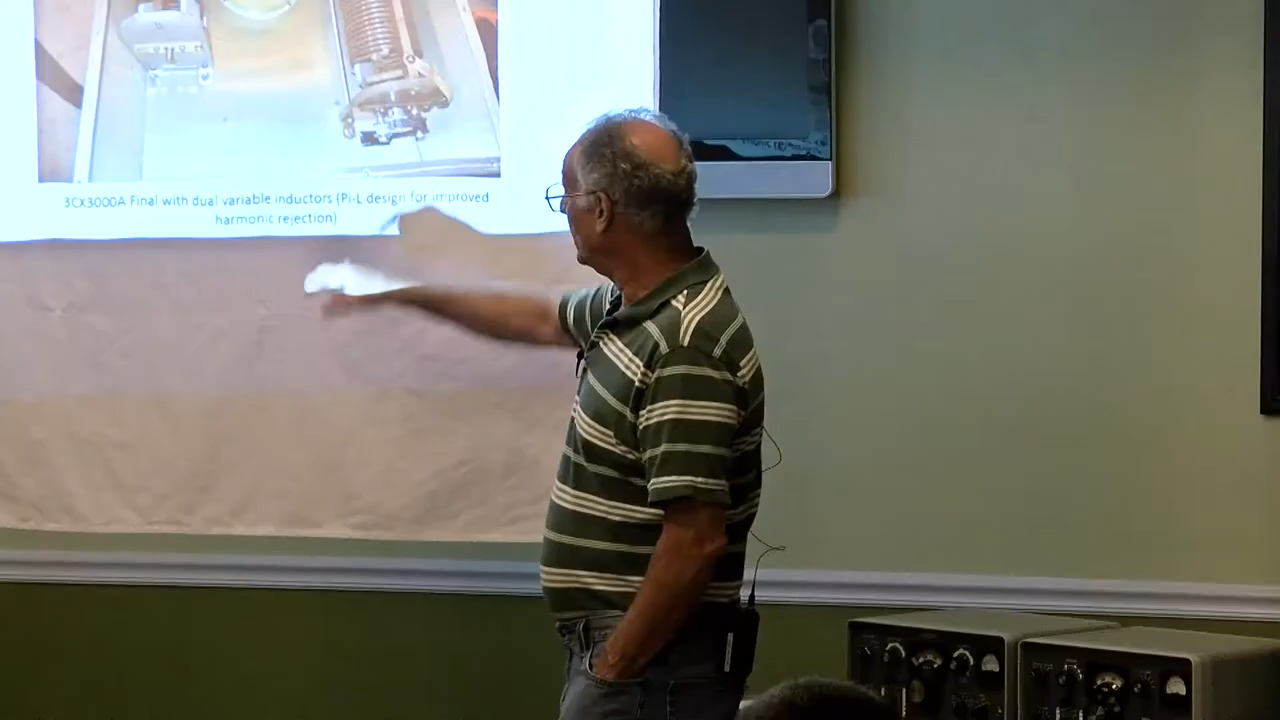 3CX3000A Final with dual variable inductors (Pi-L design for improved
harmonic rejection)